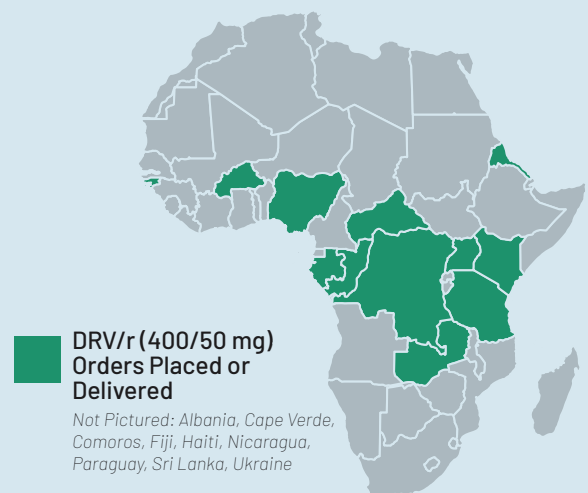 DRV/r (400/50 mg)
Orders Placed or
Delivered
Not Pictured: Albania, Cape Verde,
Comoros, Fiji, Haiti, Nicaragua,
Paraguay, Sri Lanka, Ukraine